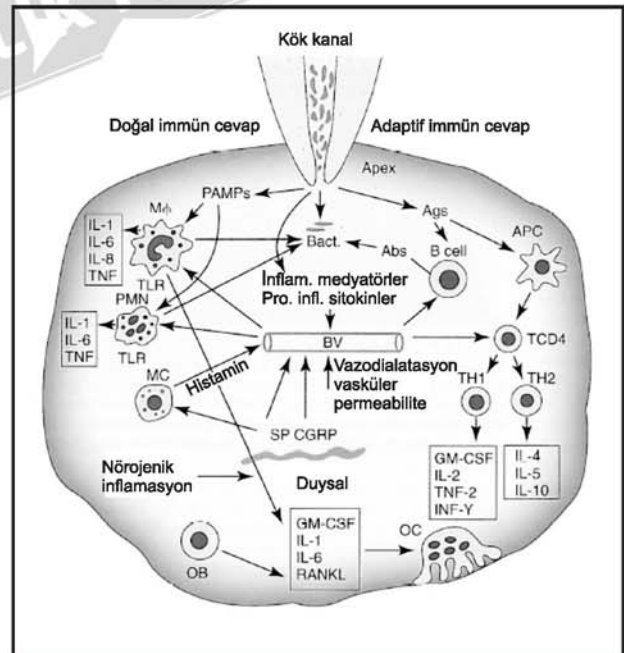 Kök kanal
Doğal immün cevap
Adaptif immün cevap
Apex
PAMPs
Mϕ
IL-1
IL-6
IL-8
TNF
TLR
PMN
IL-1
IL-6
TNF
TLR
Bact.
Abs
Ags
B cell
APC
İnflam. medyatörler
Pro. infl. sitokinler
BV
TCD4
MC
Histamin
Vazodialatasyon
vasküler
permeabilite
TH1
TH2
SP CGRP
Nörojenik
inflamasyon
Duysal
GM-CSF
IL-2
TNF-2
INF-Y
IL-4
IL-5
IL-10
GM-CSF
IL-1
IL-6
RANKL
OB
OC